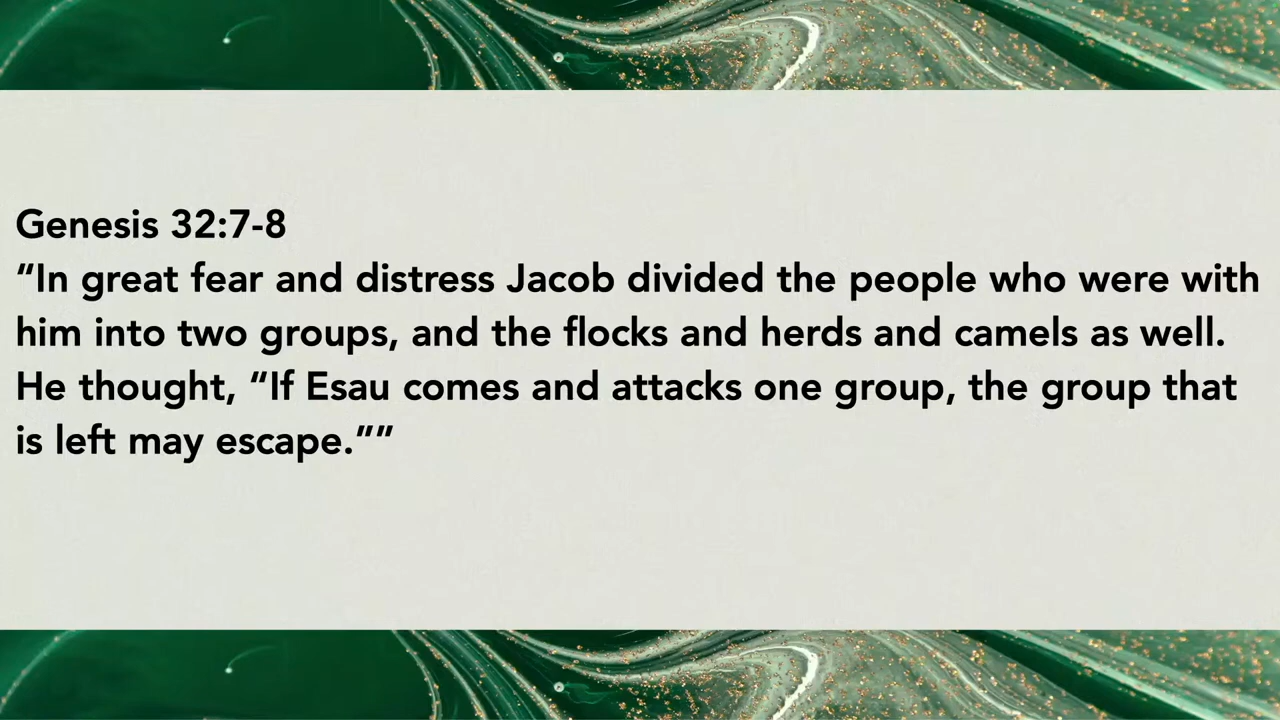 Genesis 32:7-8
”In great fear and distress Jacob divided the people who were with
him into two groups, and the flocks and herds and camels as well.
He thought, “If Esau comes and attacks one group, the group that
is left may escape.””